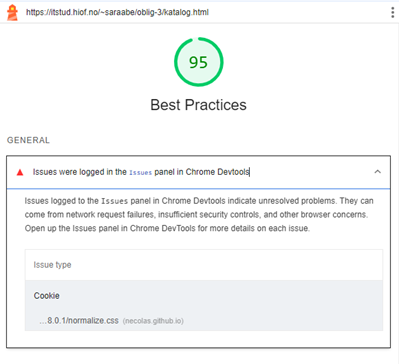 https://itstud.hiof.no/~saraabe/oblig-3/katalog.html
95
Best Practices
GENERAL
Issues were logged in the Issues panel in Chrome Devtools
Issues logged to the Issues panel in Chrome Devtools indicate unresolved problems. They can
come from network request failures, insufficient security controls, and other browser concerns.
Open up the Issues panel in Chrome DevTools for more details on each issue.
Issue type
Cookie
…8.0.1/normalize.css (necolas.github.io)